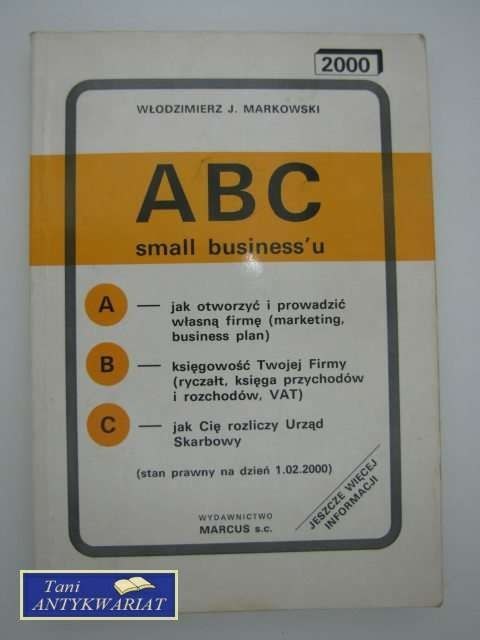 2000
WŁODZIMIERZ J. MARKOWSKI
ABC
small business'u
A — jak otworzyć i prowadzić
własną firmę (marketing,
business plan)
B — księgowość Twojej Firmy
(ryczałt, księga przychodów
i rozchodów, VAT)
C — jak Cię rozliczy Urząd
Skarbowy
(stan prawny na dzień 1.02.2000)
JESZCZE WIĘCEJ
INFORMACJI
WYDAWNICTWO
MARCUS s.c.
Tani
ANTYKWARIAT